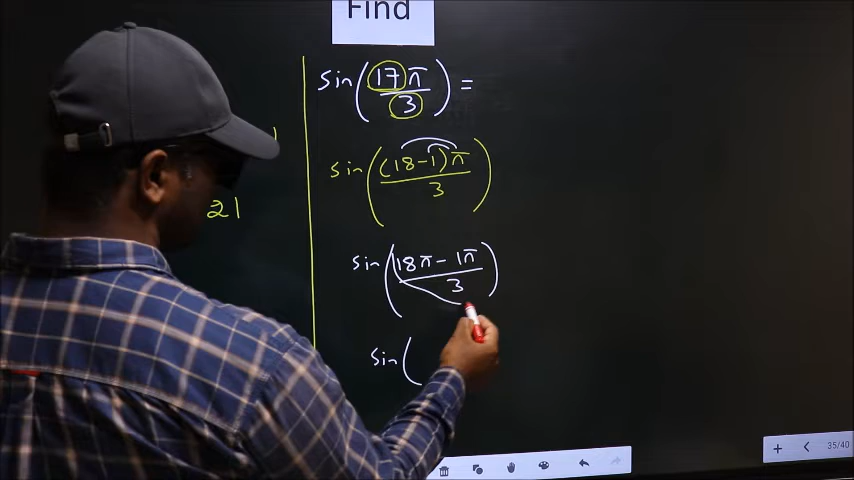 Find
sin(17π/3) =
sin((18-1)π/3)
21
sin((18π - 1π)/3)
sin(
35/40